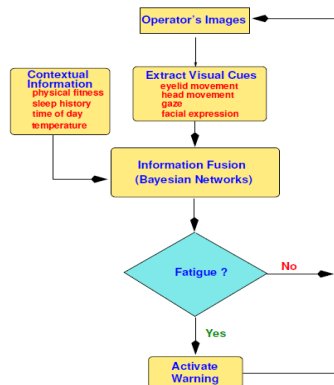 Operator's Images
Contextual
Information
physical fitness
sleep history
time of day
temperature
Extract Visual Cues
eyelid movement
head movement
gaze
facial expression
Information Fusion
(Bayesian Networks)
Fatigue ?
No
Yes
Activate
Warning